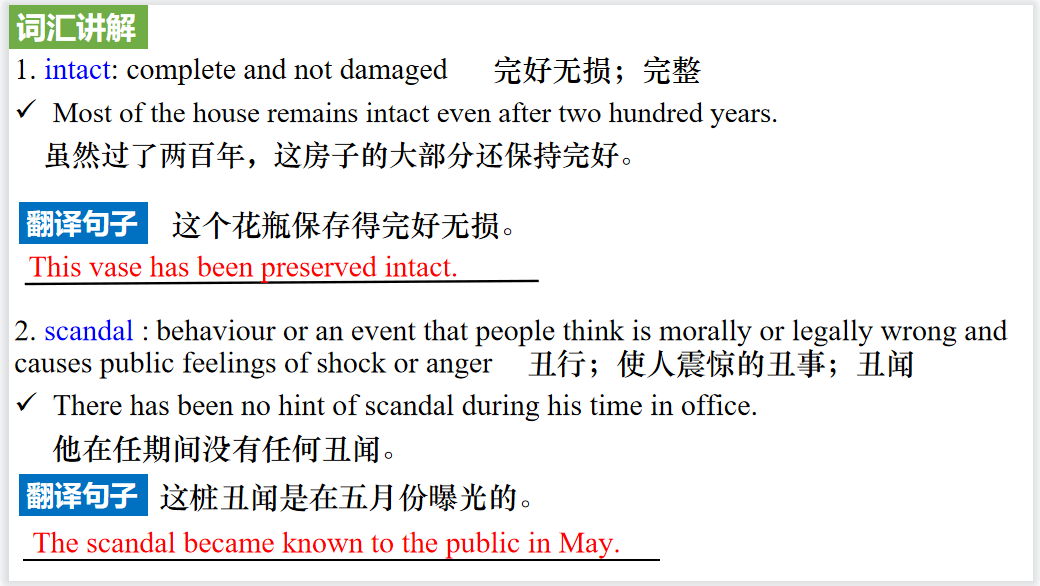 词汇讲解
1. intact: complete and not damaged 完好无损；完整
✓ Most of the house remains intact even after two hundred years.
虽然过了两百年，这房子的大部分还保持完好。
翻译句子 这个花瓶保存得完好无损。
This vase has been preserved intact.
2. scandal : behaviour or an event that people think is morally or legally wrong and
causes public feelings of shock or anger 丑行；使人震惊的丑事；丑闻
✓ There has been no hint of scandal during his time in office.
他在任期间没有任何丑闻。
翻译句子 这桩丑闻是在五月份曝光的。
The scandal became known to the public in May.